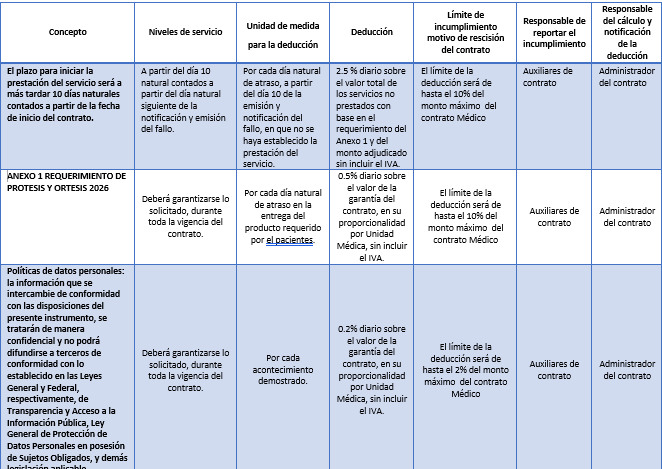 Concepto
Niveles de servicio
Unidad de medida
para la deducción
Deducción
Límite de
incumplimiento
motivo de rescisión
del contrato
Responsable de
reportar el
incumplimiento
Responsable
del cálculo y
notificación
de la
deducción
El plazo para iniciar la
prestación del servicio será a
más tardar 10 días naturales
contados a partir de la fecha
de inicio del contrato.
A partir del día 10
natural contados a
partir del día natural
siguiente de la
notificación y emisión
del fallo.
Por cada día natural
de atraso, a partir
del día 10 de la
emisión y
notificación del
fallo, en que no se
haya establecido la
prestación del
servicio.
2.5 % diario sobre
el valor total de
los servicios no
prestados con
base en el
requerimiento del
Anexo 1 y del
monto adjudicado
sin incluir el IVA.
El límite de la
deducción será de
hasta el 10% del
monto máximo del
contrato Médico
Auxiliares de
contrato
Administrador
del contrato
ANEXO 1 REQUERIMIENTO DE
PROTESIS Y ORTESIS 2026
Deberá garantizarse lo
solicitado, durante
toda la vigencia del
contrato.
Por cada día natural
de atraso en la
entrega del
producto requerido
por el pacientes.
0.5% diario sobre
el valor de la
garantía del
contrato, en su
proporcionalidad
por Unidad
Médica, sin incluir
el IVA.
El límite de la
deducción será de
hasta el 10% del
monto máximo del
contrato Médico
Auxiliares de
contrato
Administrador
del contrato
Políticas de datos personales:
la información que se
intercambie de conformidad
con las disposiciones del
presente instrumento, se
tratarán de manera
confidencial y no podrá
difundirse a terceros de
conformidad con lo
establecido en las Leyes
General y Federal,
respectivamente, de
Transparencia y Acceso a la
Información Pública, Ley
General de Protección de
Datos Personales en posesión
de Sujetos Obligados, y demás
legislación aplicable
Deberá garantizarse lo
solicitado, durante
toda la vigencia del
contrato.
Por cada
acontecimiento
demostrado.
0.2% diario sobre
el valor de la
garantía del
contrato, en su
proporcionalidad
por Unidad
Médica, sin incluir
el IVA.
El límite de la
deducción será de
hasta el 2% del monto
máximo del contrato
Médico
Auxiliares de
contrato
Administrador
del contrato